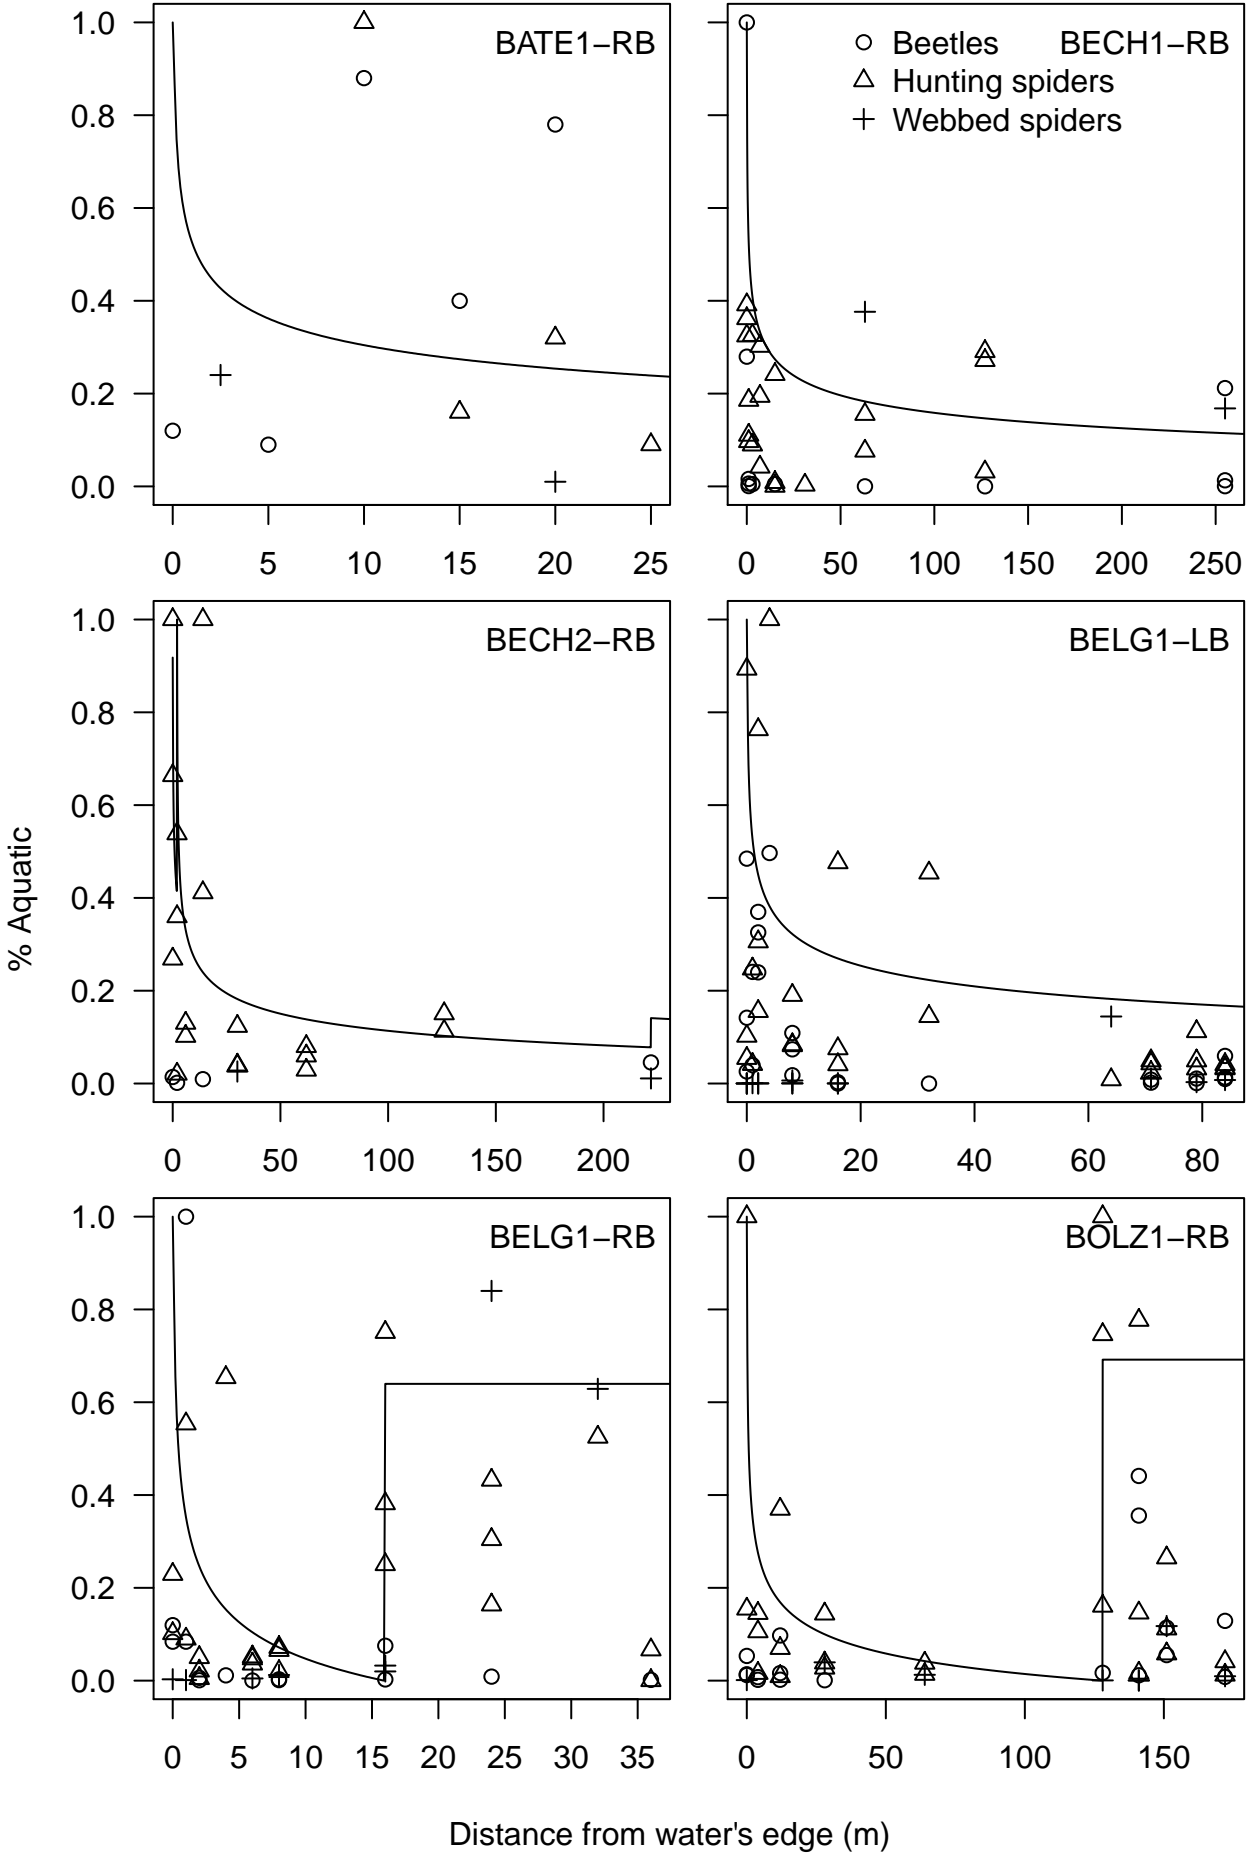 BATE1−RB
1.0
0.8
0.6
0.4
0.2
0.0
0 5 10 15 20 25
BECH1−RB
Beetles
Hunting spiders
Webbed spiders
0 50 100 150 200 250
BECH2−RB
1.0
0.8
0.6
0.4
0.2
0.0
0 50 100 150 200
BELG1−LB
0 20 40 60 80
BELG1−RB
1.0
0.8
0.6
0.4
0.2
0.0
0 5 10 15 20 25 30 35
BOLZ1−RB
0 50 100 150
% Aquatic
Distance from water's edge (m)